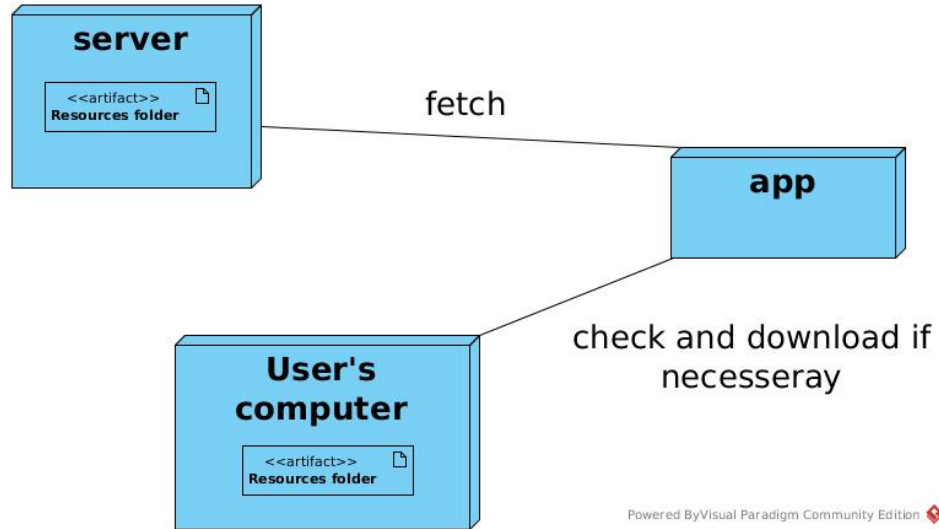 server
<<artifact>>
Resources folder
fetch
app
check and download if
necesseray
User's
computer
<<artifact>>
Resources folder
Powered ByVisual Paradigm Community Edition